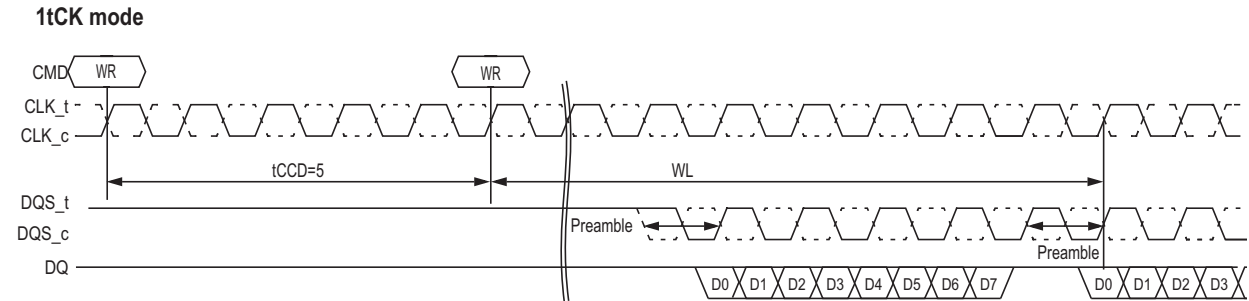 1tCK mode
CMD WR WR
CLK_t
CLK_c
tCCD=5 WL
DQS_t
Preamble
DQS_c
Preamble
DQ D0 D1 D2 D3 D4 D5 D6 D7 D0 D1 D2 D3